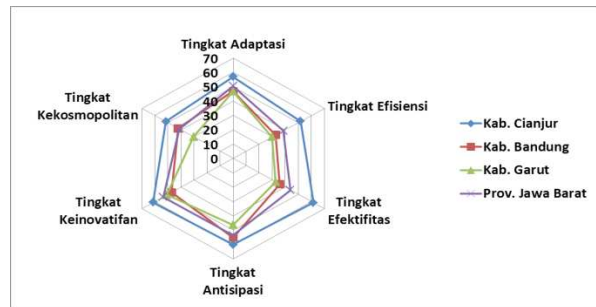 Tingkat Adaptasi
70
60
50
40
30
20
10
0
Tingkat Efisiensi
Tingkat
Efektifitas
Tingkat
Antisipasi
Tingkat
Keinovatifan
Tingkat
Kekosmopolitan
Kab. Cianjur
Kab. Bandung
Kab. Garut
Prov. Jawa Barat